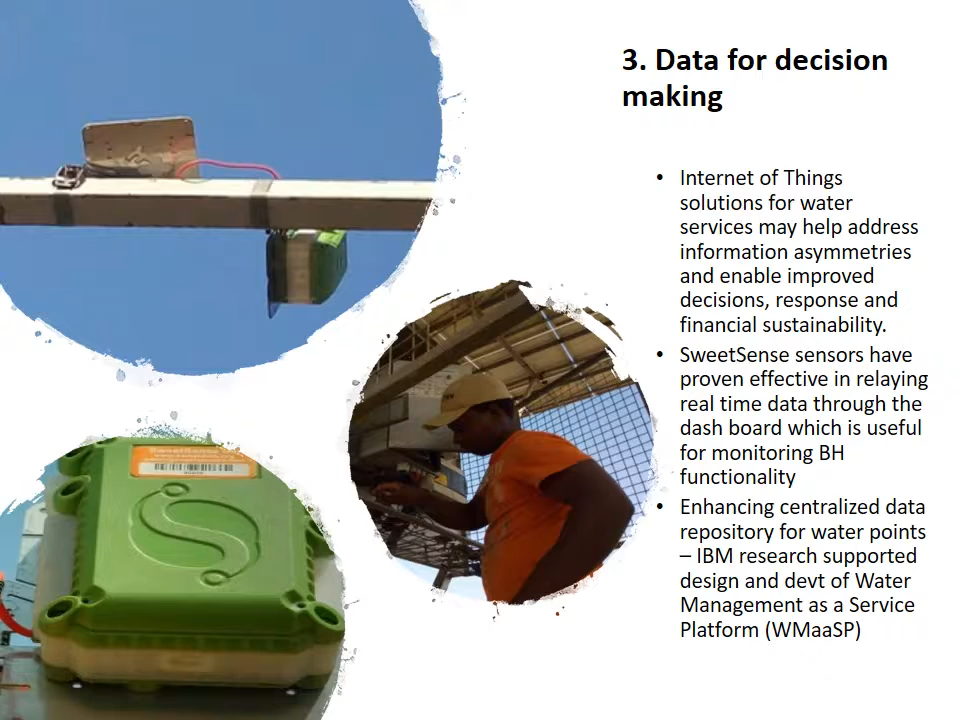 3. Data for decision
making
• Internet of Things
solutions for water
services may help address
information asymmetries
and enable improved
decisions, response and
financial sustainability.
• SweetSense sensors have
proven effective in relaying
real time data through the
dash board which is useful
for monitoring BH
functionality
• Enhancing centralized data
repository for water points
– IBM research supported
design and devt of Water
Management as a Service
Platform (WMaaSP)